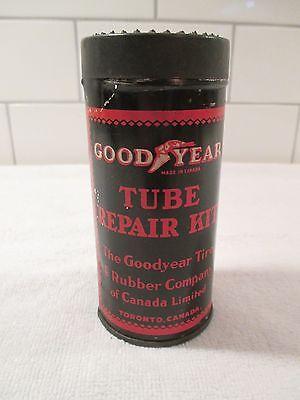 GOOD YEAR
MADE IN CANADA
TUBE
REPAIR KIT
The Goodyear Tire
& Rubber Company
of Canada Limited
TORONTO, CANADA